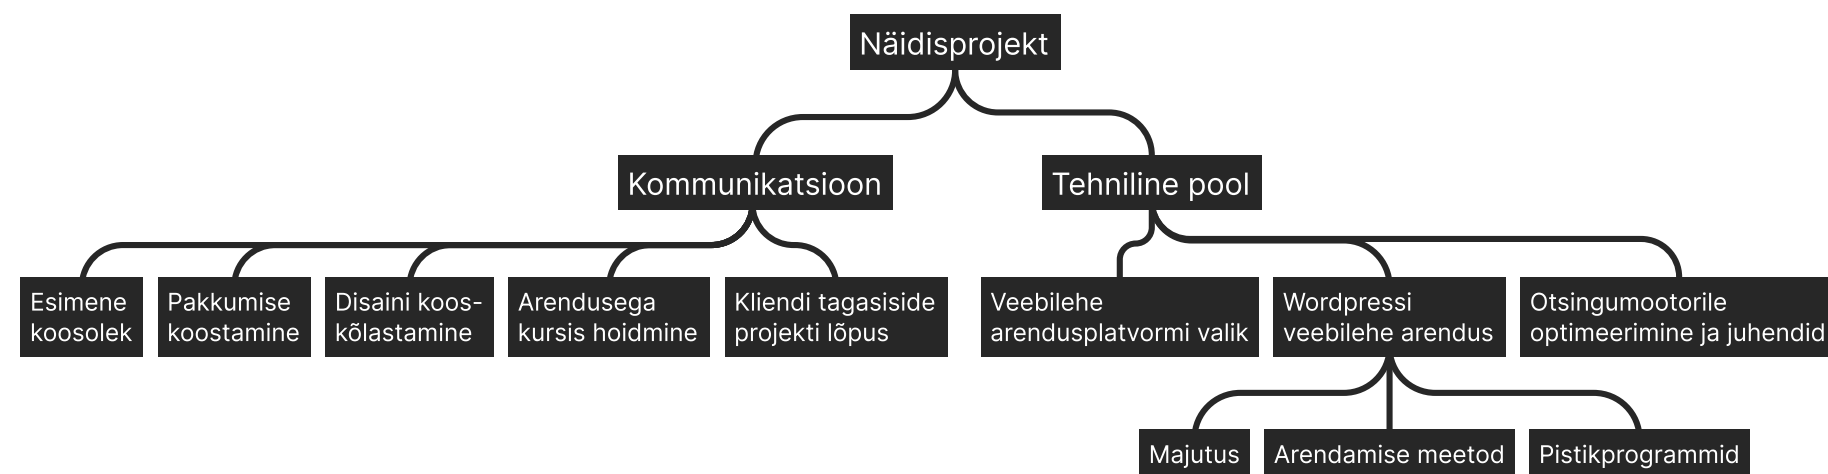 Näidisprojekt
Kommunikatsioon
Tehniline pool
Esimene
koosolek
Pakkumise
koostamine
Disaini koos-
kõlastamine
Arendusega
kursis hoidmine
Kliendi tagasiside
projekti lõpus
Veebilehe
arendusplatvormi valik
Wordpressi
veebilehe arendus
Otsingumootorile
optimeerimine ja juhendid
Majutus
Arendamise meetod
Pistikprogrammid